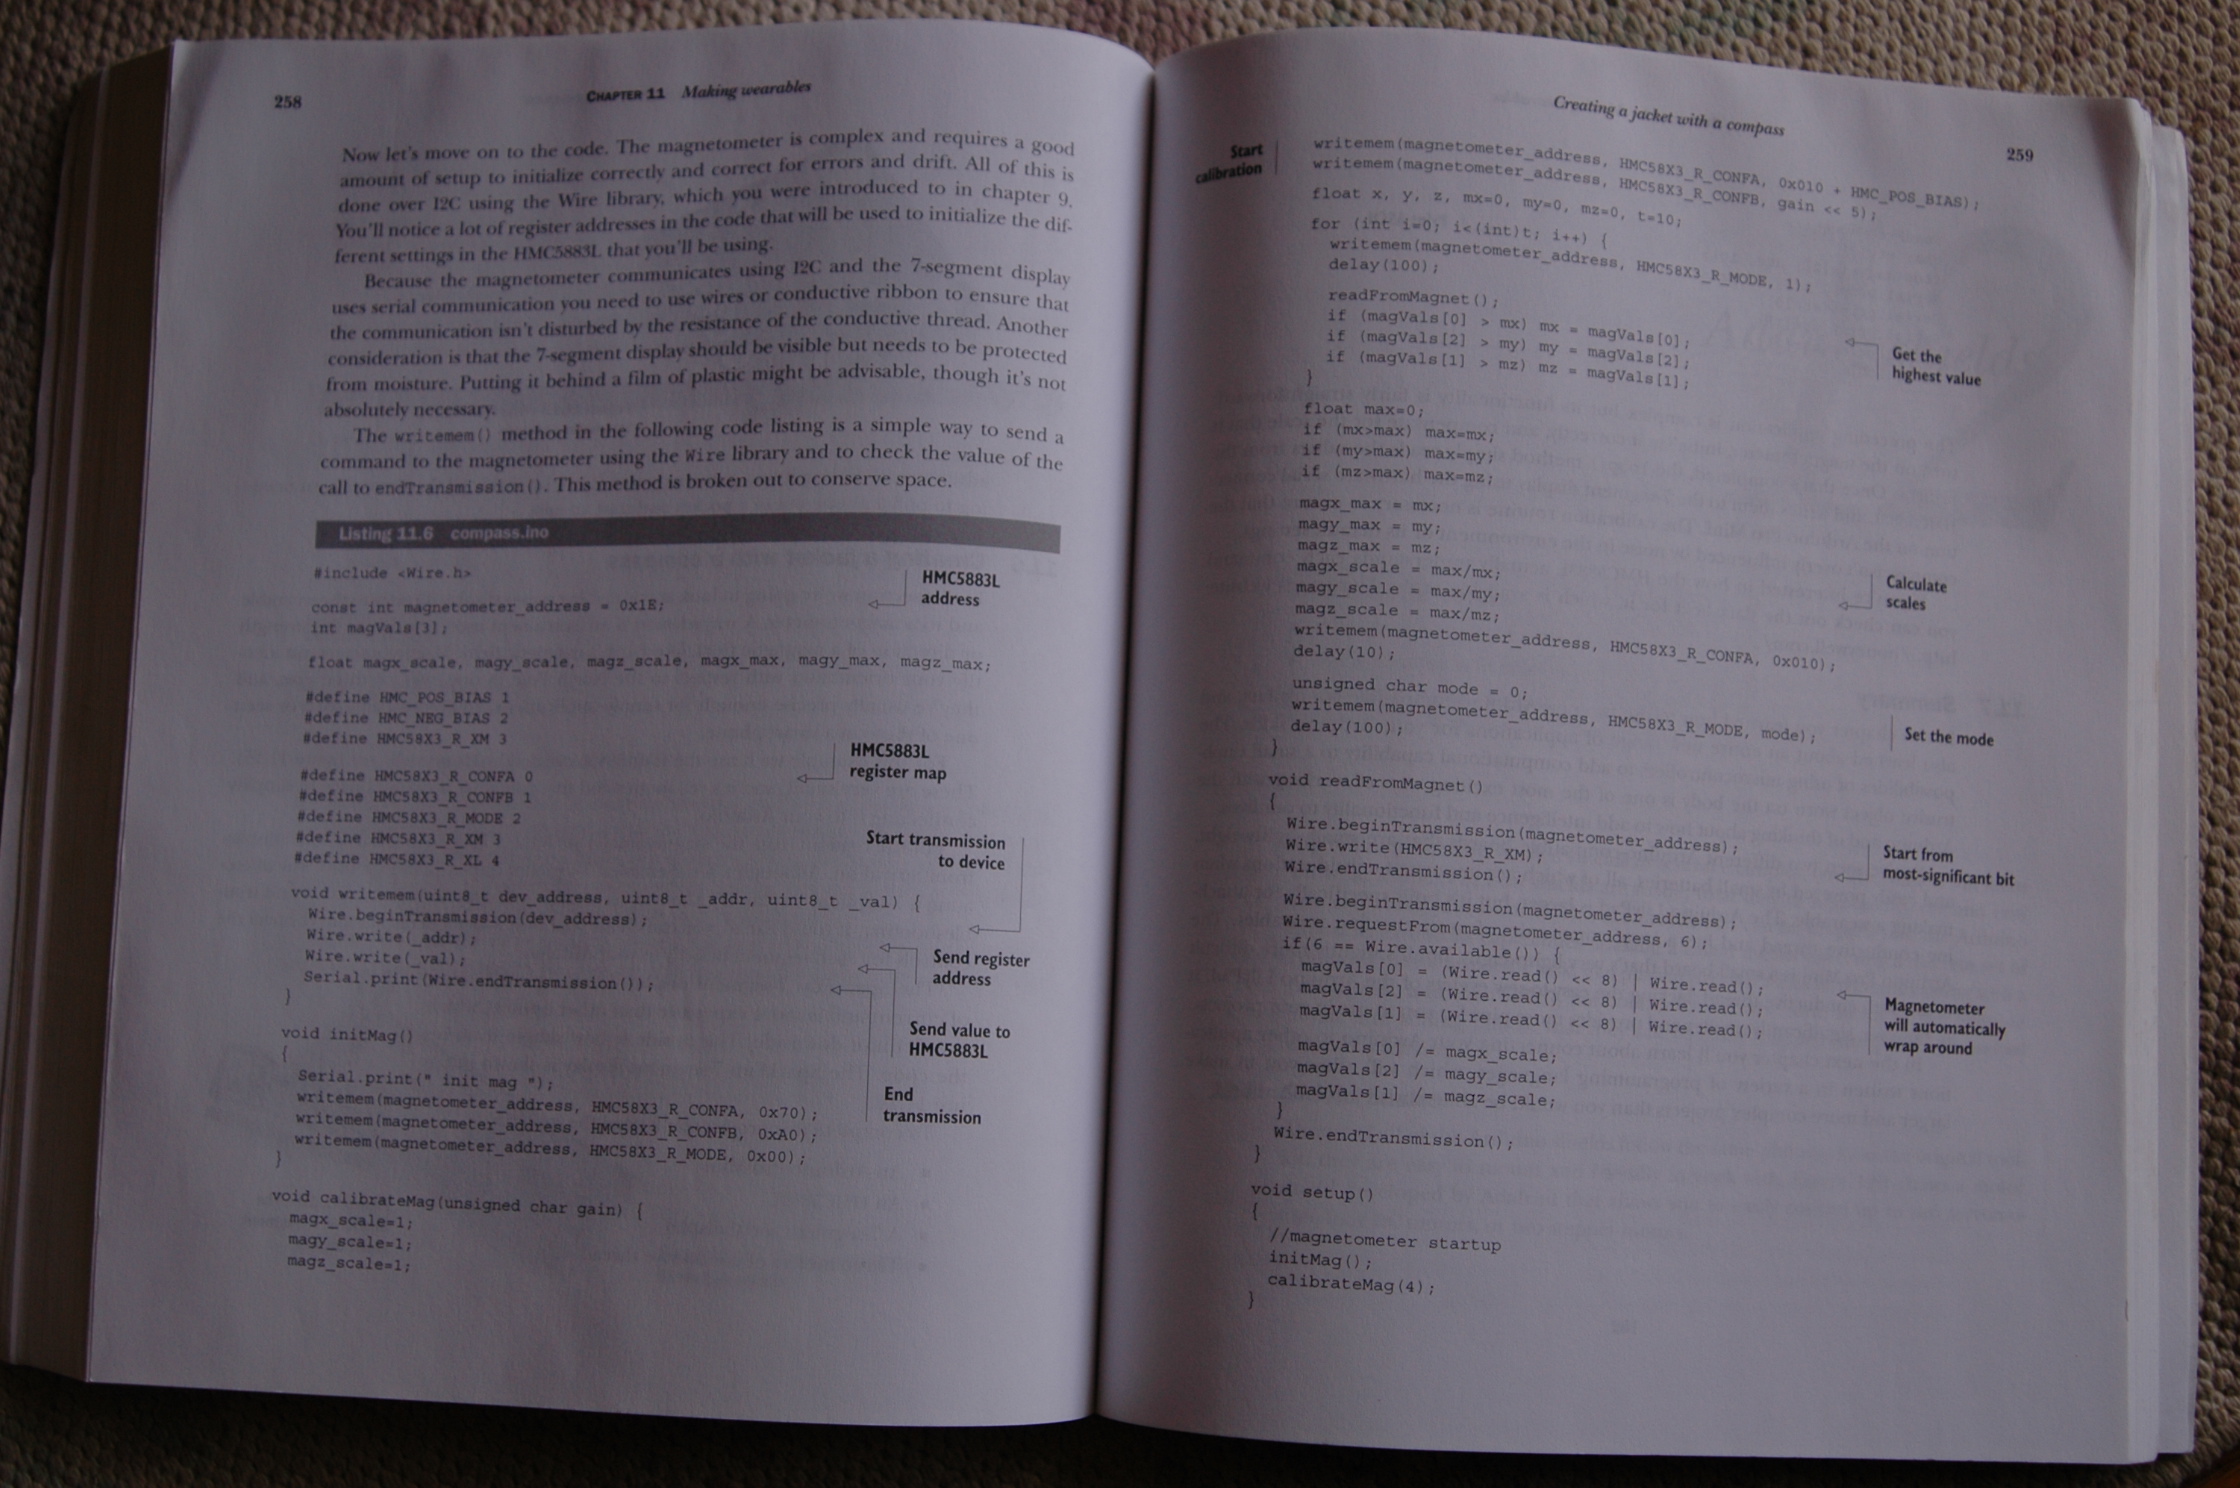 258
CHAPTER 11 Making wearables
Now let's move on to the code. The magnetometer is complex and requires a good
amount of setup to initialize correctly and correct for errors and drift. All of this is
done over I2C using the Wire library, which you were introduced to in chapter 9.
You'll notice a lot of register addresses in the code that will be used to initialize the dif-
ferent settings in the HMC5883L that you'll be using.
Because the magnetometer communicates using I2C and the 7-segment display
uses serial communication you need to use wires or conductive ribbon to ensure that
the communication isn't disturbed by the resistance of the conductive thread. Another
consideration is that the 7-segment display should be visible but needs to be protected
from moisture. Putting it behind a film of plastic might be advisable, though it's not
absolutely necessary.
The writemem() method in the following code listing is a simple way to send a
command to the magnetometer using the Wire library and to check the value of the
call to endTransmission(). This method is broken out to conserve space.
Listing 11.6 compass.ino
#include <Wire.h>
const int magnetometer_address = 0x1E;
HMC5883L
address
int magVals[3];
float magx_scale, magy_scale, magz_scale, magx_max, magy_max, magz_max;
#define HMC_POS_BIAS 1
#define HMC_NEG_BIAS 2
#define HMC58X3_R_XM 3
HMC5883L
register map
#define HMC58X3_R_CONFA 0
#define HMC58X3_R_CONFB 1
#define HMC58X3_R_MODE 2
#define HMC58X3_R_XM 3
#define HMC58X3_R_XL 4
Start transmission
to device
void writemem(uint8_t dev_address, uint8_t _addr, uint8_t _val) {
Wire.beginTransmission(dev_address);
Wire.write(_addr);
Wire.write(_val);
Serial.print(Wire.endTransmission());
}
Send register
address
Send value to
HMC5883L
End
transmission
void initMag()
{
Serial.print(" init mag ");
writemem(magnetometer_address, HMC58X3_R_CONFA, 0x70);
writemem(magnetometer_address, HMC58X3_R_CONFB, 0xA0);
writemem(magnetometer_address, HMC58X3_R_MODE, 0x00);
}
void calibrateMag(unsigned char gain) {
magx_scale=1;
magy_scale=1;
magz_scale=1;
Creating a jacket with a compass
259
Start
calibration
writemem(magnetometer_address, HMC58X3_R_CONFA, 0x010 + HMC_POS_BIAS);
writemem(magnetometer_address, HMC58X3_R_CONFB, gain << 5);
float x, y, z, mx=0, my=0, mz=0, t=10;
for (int i=0; i<(int)t; i++) {
writemem(magnetometer_address, HMC58X3_R_MODE, 1);
delay(100);
readFromMagnet();
if (magVals[0] > mx) mx = magVals[0];
if (magVals[2] > my) my = magVals[2];
if (magVals[1] > mz) mz = magVals[1];
}
Get the
highest value
float max=0;
if (mx>max) max=mx;
if (my>max) max=my;
if (mz>max) max=mz;
magx_max = mx;
magy_max = my;
magz_max = mz;
magx_scale = max/mx;
magy_scale = max/my;
magz_scale = max/mz;
Calculate
scales
writemem(magnetometer_address, HMC58X3_R_CONFA, 0x010);
delay(10);
unsigned char mode = 0;
writemem(magnetometer_address, HMC58X3_R_MODE, mode);
delay(100);
}
Set the mode
void readFromMagnet()
{
Wire.beginTransmission(magnetometer_address);
Wire.write(HMC58X3_R_XM);
Wire.endTransmission();
Start from
most-significant bit
Wire.beginTransmission(magnetometer_address);
Wire.requestFrom(magnetometer_address, 6);
if(6 == Wire.available()) {
magVals[0] = (Wire.read() << 8) | Wire.read();
magVals[2] = (Wire.read() << 8) | Wire.read();
magVals[1] = (Wire.read() << 8) | Wire.read();
Magnetometer
will automatically
wrap around
magVals[0] /= magx_scale;
magVals[2] /= magy_scale;
magVals[1] /= magz_scale;
}
Wire.endTransmission();
}
void setup()
{
//magnetometer startup
initMag();
calibrateMag(4);
}